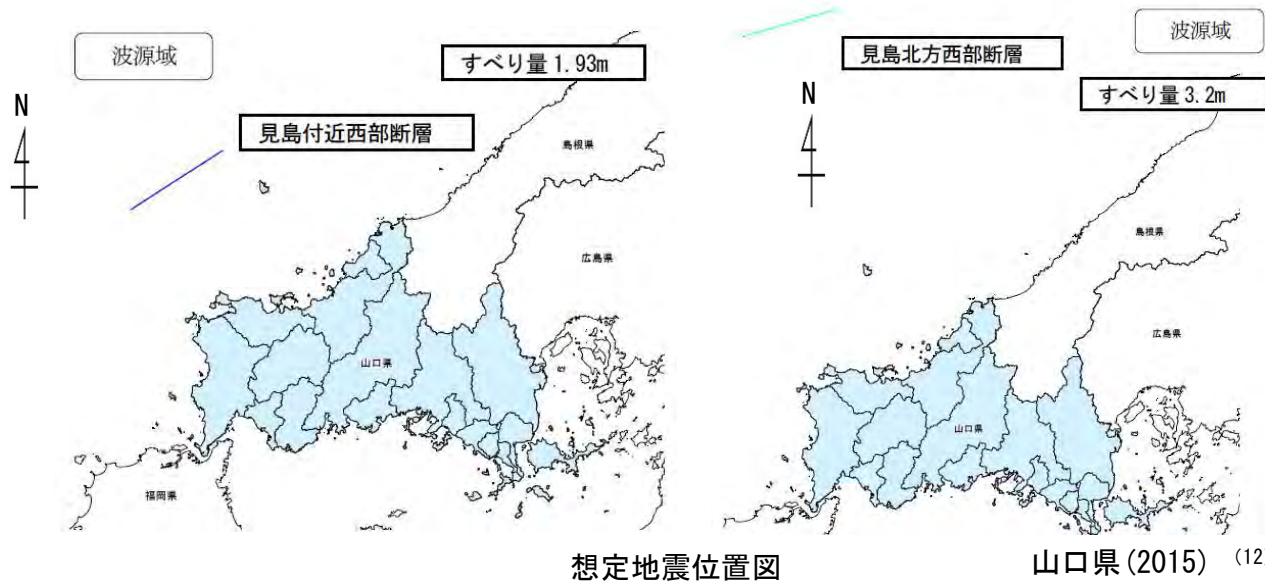 波源域
すべり量 1.93m
N
見島付近西部断層
島根県
広島県
山口県
福岡県
波源域
見島北方西部断層
すべり量 3.2m
N
島根県
広島県
山口県
想定地震位置図
山口県(2015) (12